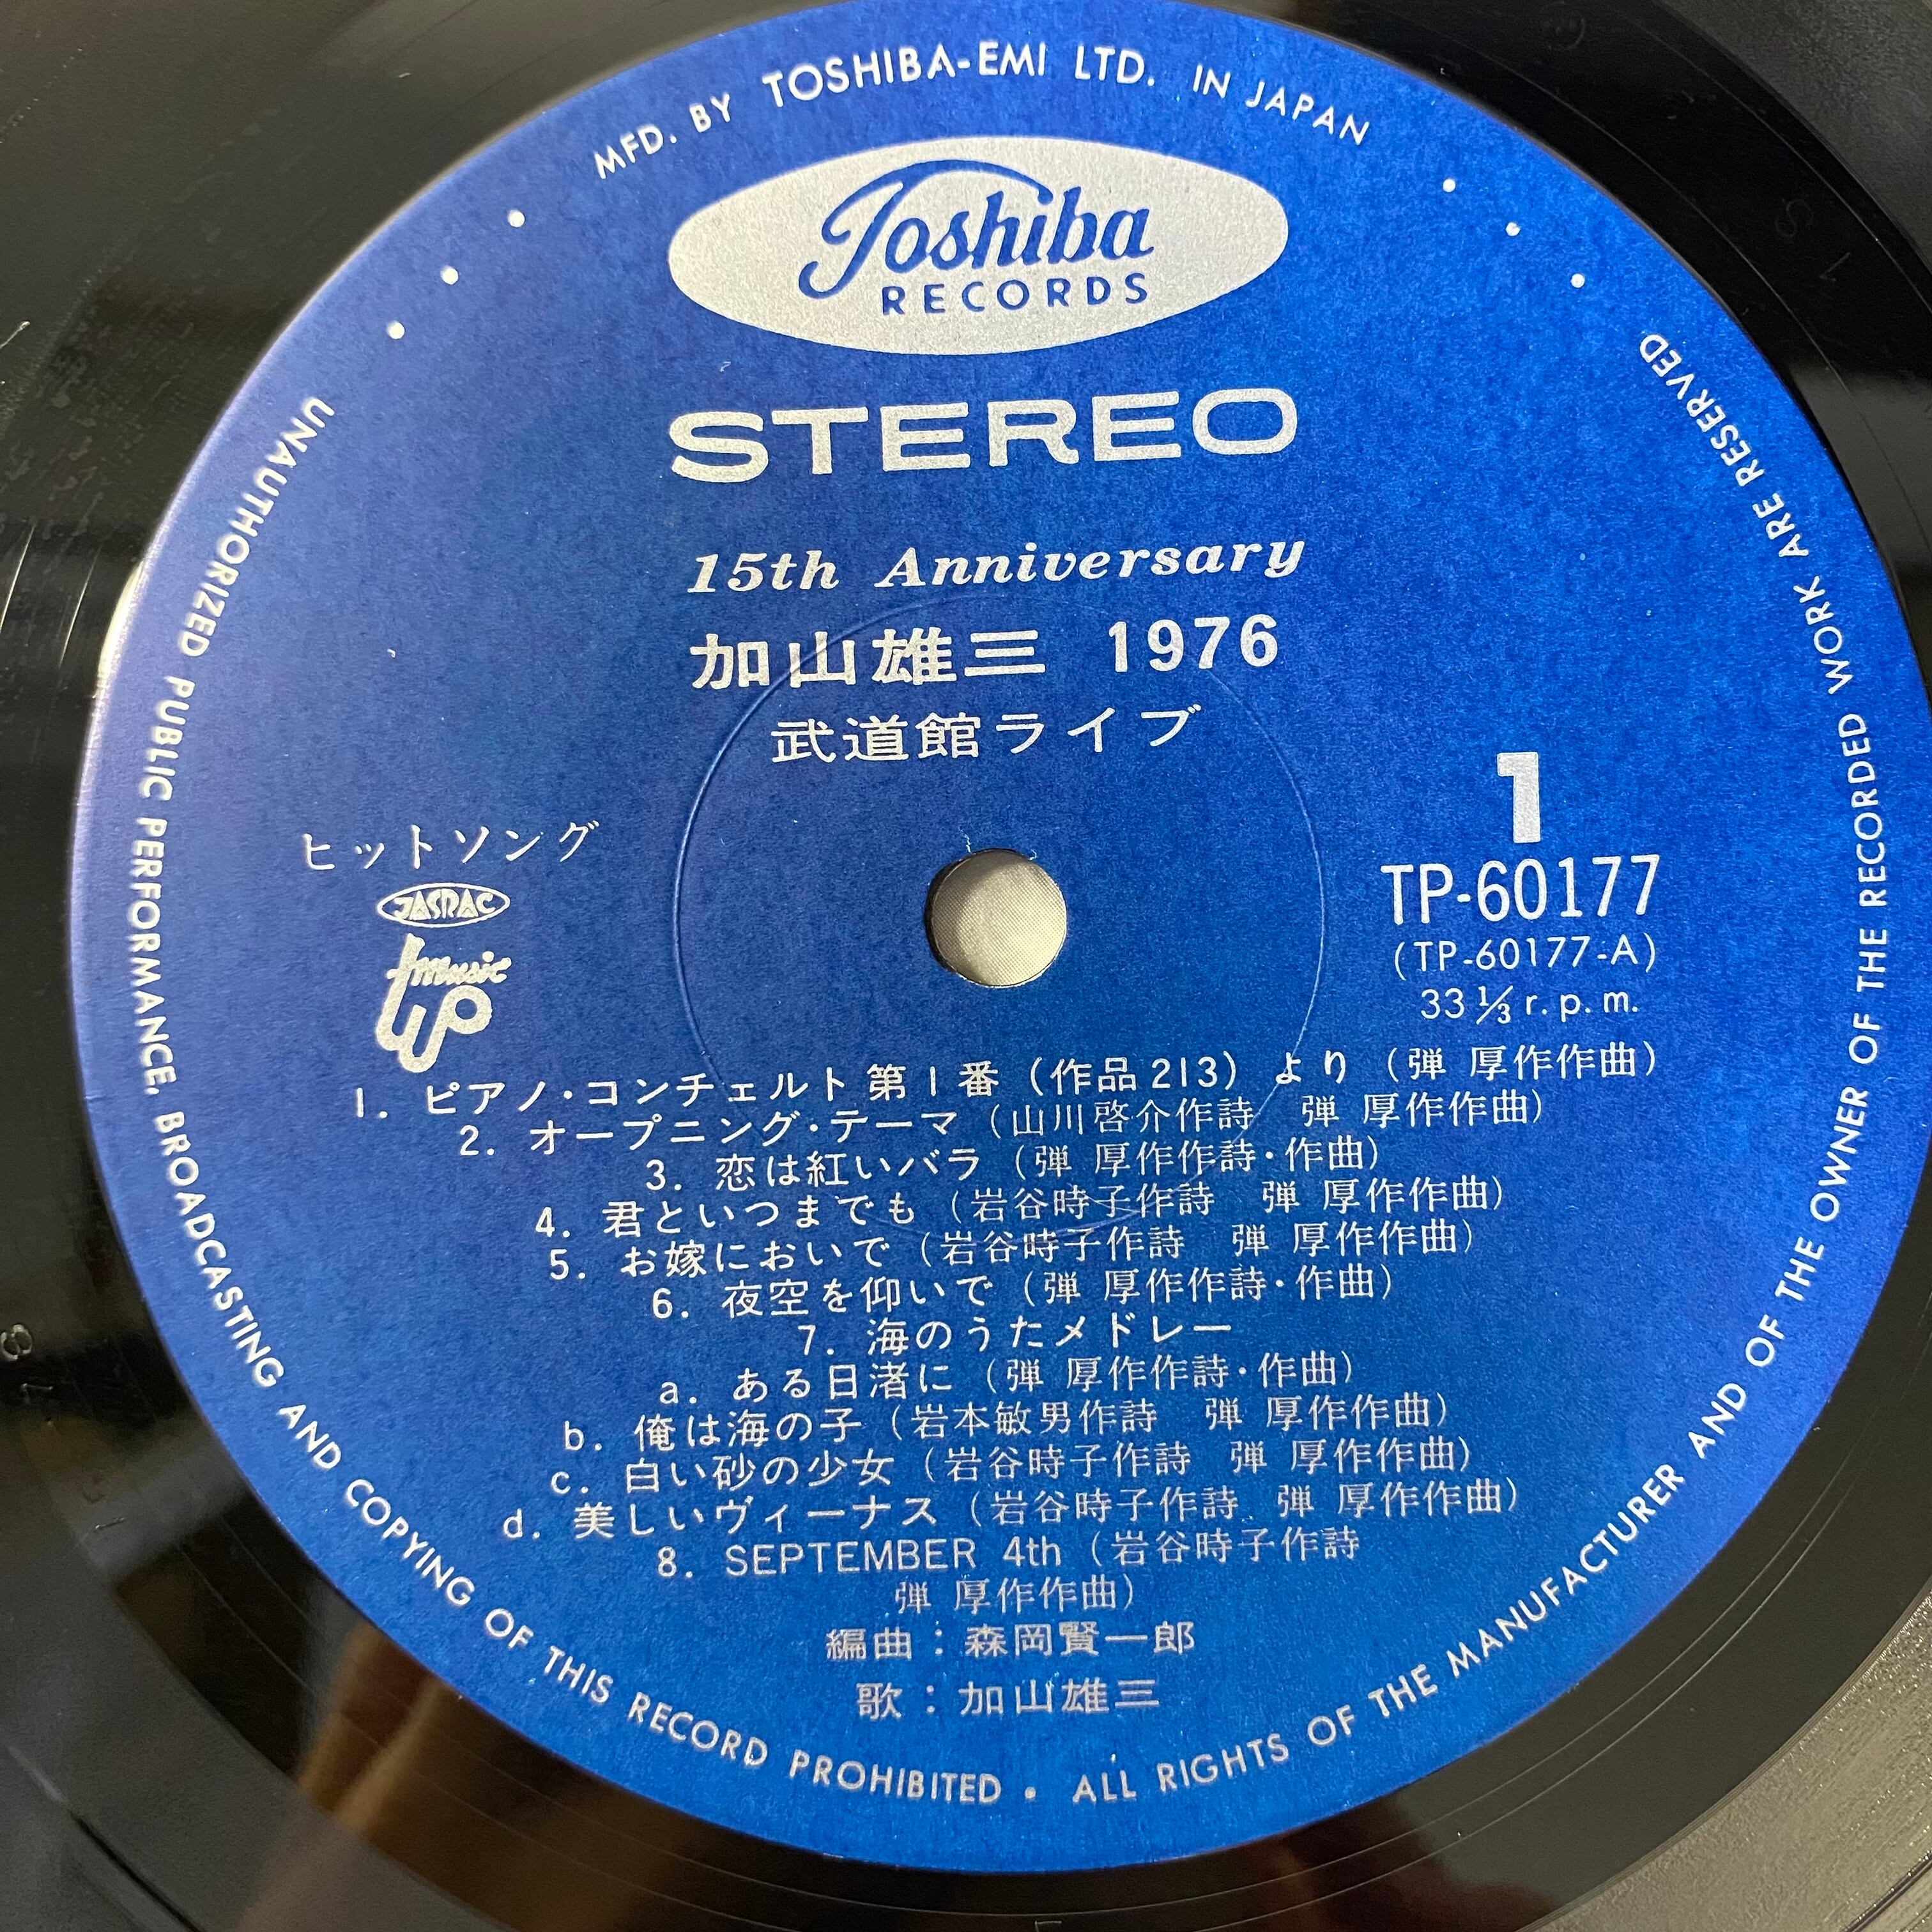 MFD. BY TOSHIBA-EMI LTD. IN JAPAN
Toshiba
RECORDS
STEREO
15th Anniversary
加山雄三 1976
武道館ライブ
ヒットソング
JASRAC
music
up
1
TP-60177
(TP-60177-A)
33 1/3 r.p.m.
1. ピアノ・コンチェルト第1番（作品213）より（弾 厚作作曲）
2. オープニング・テーマ（山川啓介作詩 弾 厚作作曲）
3. 恋は紅いバラ（弾 厚作作詩・作曲）
4. 君といつまでも（岩谷時子作詩 弾 厚作作曲）
5. お嫁においで（岩谷時子作詩 弾 厚作作曲）
6. 夜空を仰いで（弾 厚作作詩・作曲）
7. 海のうたメドレー
a. ある日渚に（弾 厚作作詩・作曲）
b. 俺は海の子（岩本敏男作詩 弾 厚作作曲）
c. 白い砂の少女（岩谷時子作詩 弾 厚作作曲）
d. 美しいヴィーナス（岩谷時子作詩 弾 厚作作曲）
8. SEPTEMBER 4th（岩谷時子作詩
弾 厚作作曲）
編曲：森岡賢一郎
歌：加山雄三
UNAUTHORIZED PUBLIC PERFORMANCE, BROADCASTING AND COPYING OF THIS RECORD PROHIBITED • ALL RIGHTS OF THE MANUFACTURER AND OF THE OWNER OF THE RECORDED WORK ARE RESERVED